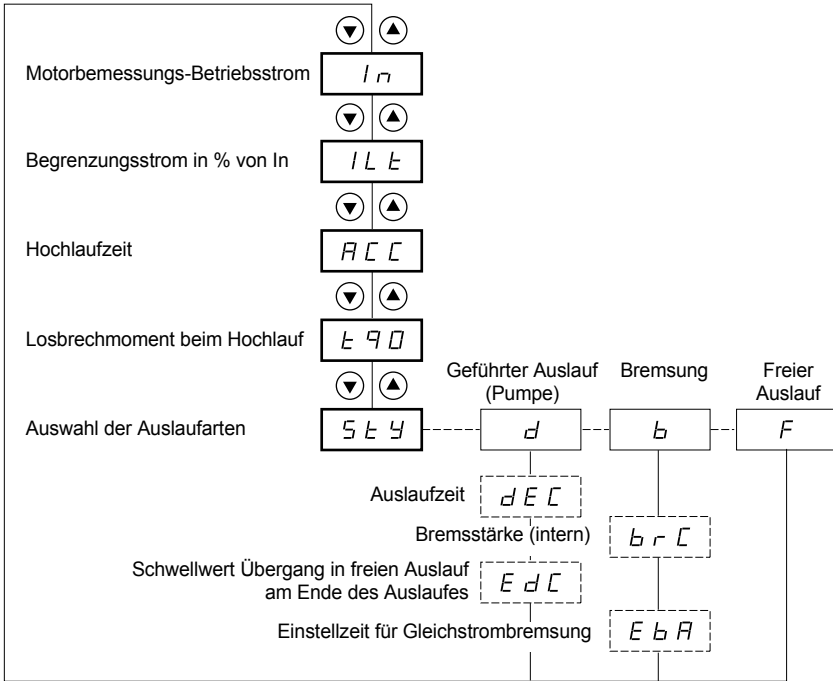 Motorbemessungs-Betriebsstrom
In
Begrenzungsstrom in % von In
ILt
Hochlaufzeit
ACC
Losbrechmoment beim Hochlauf
tq0
Auswahl der Auslaufarten
StY
Geführter Auslauf
(Pumpe)
d
Bremsung
b
Freier
Auslauf
F
Auslaufzeit
dEC
Bremsstärke (intern)
brC
Schwellwert Übergang in freien Auslauf
am Ende des Auslaufes
EdC
Einstellzeit für Gleichstrombremsung
EbA